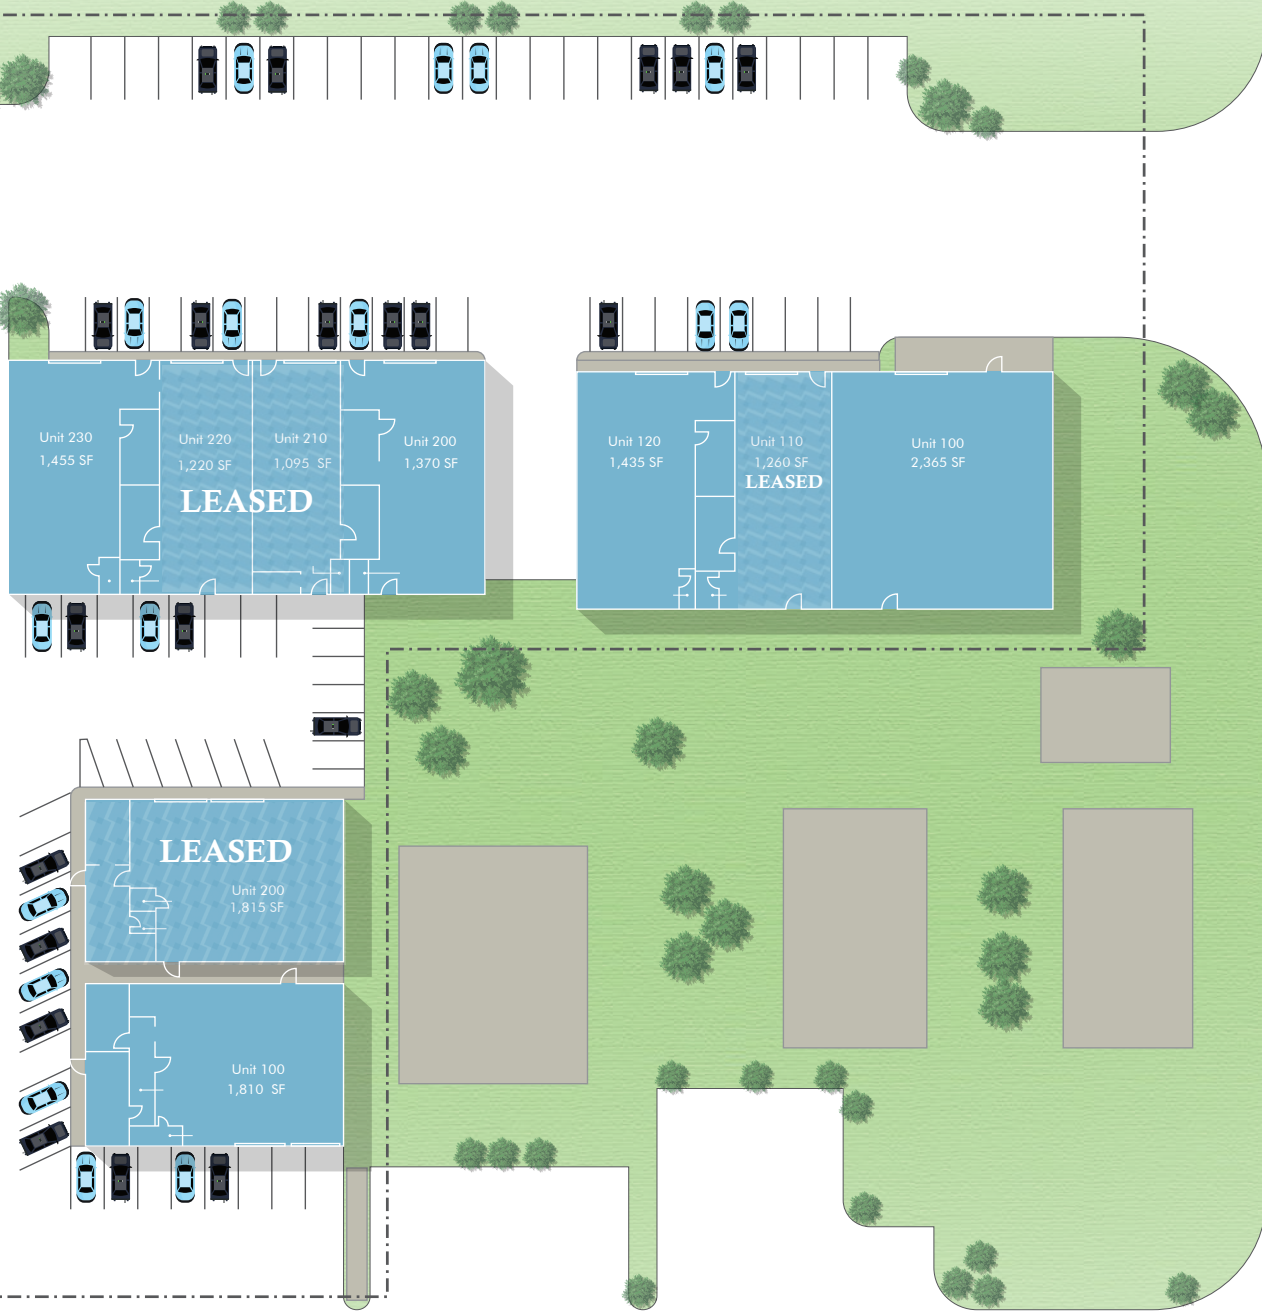 Unit 230
1,455 SF
Unit 220
1,220 SF
Unit 210
1,095 SF
LEASED
Unit 200
1,370 SF
Unit 120
1,435 SF
Unit 110
1,260 SF
LEASED
Unit 100
2,365 SF
LEASED
Unit 200
1,815 SF
Unit 100
1,810 SF